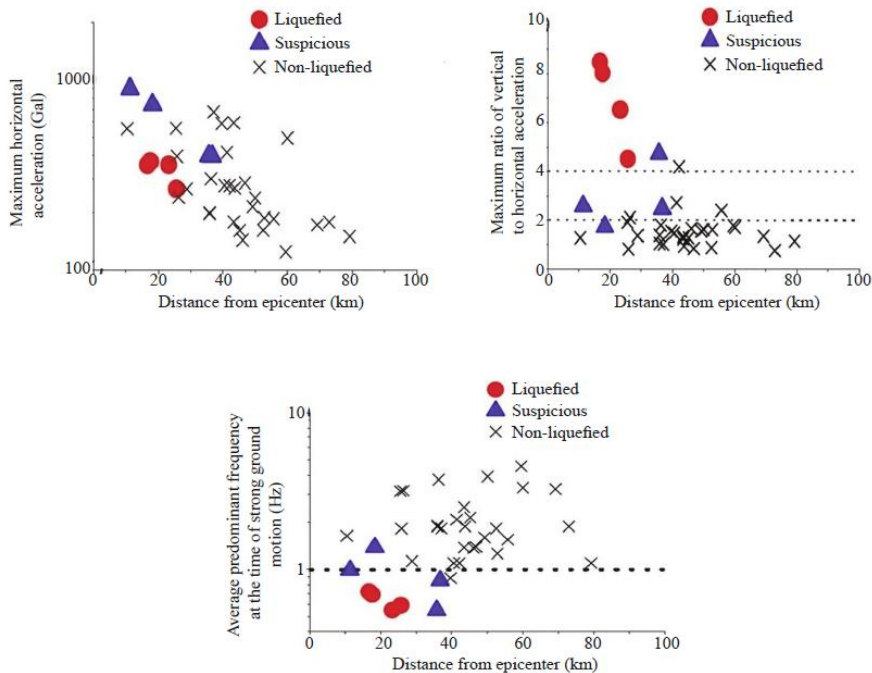 Liquefied
Suspicious
Non-liquefied
1000
100
0
20
40
60
80
100
Maximum horizontal
acceleration (Gal)
Distance from epicenter (km)
Liquefied
Suspicious
Non-liquefied
10
8
6
4
2
0
0
20
40
60
80
100
Maximum ratio of vertical
to horizontal acceleration
Distance from epicenter (km)
Liquefied
Suspicious
Non-liquefied
10
1
0
20
40
60
80
100
Average predominant frequency
at the time of strong ground
motion (Hz)
Distance from epicenter (km)